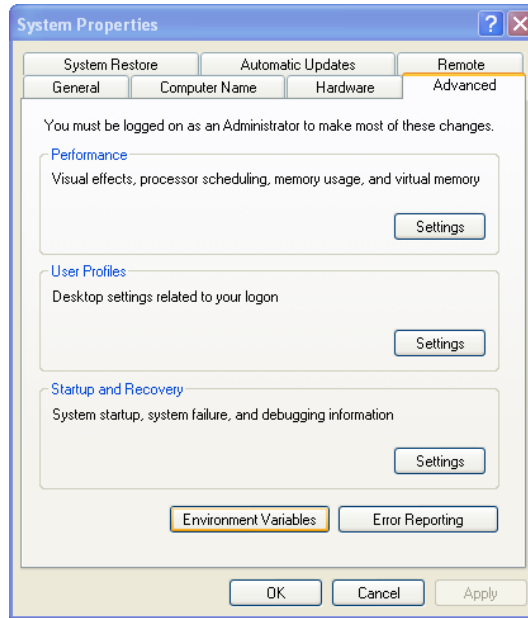 System Properties
System Restore Automatic Updates Remote
General Computer Name Hardware Advanced
You must be logged on as an Administrator to make most of these changes.
Performance
Visual effects, processor scheduling, memory usage, and virtual memory
Settings
User Profiles
Desktop settings related to your logon
Settings
Startup and Recovery
System startup, system failure, and debugging information
Settings
Environment Variables Error Reporting
OK Cancel Apply